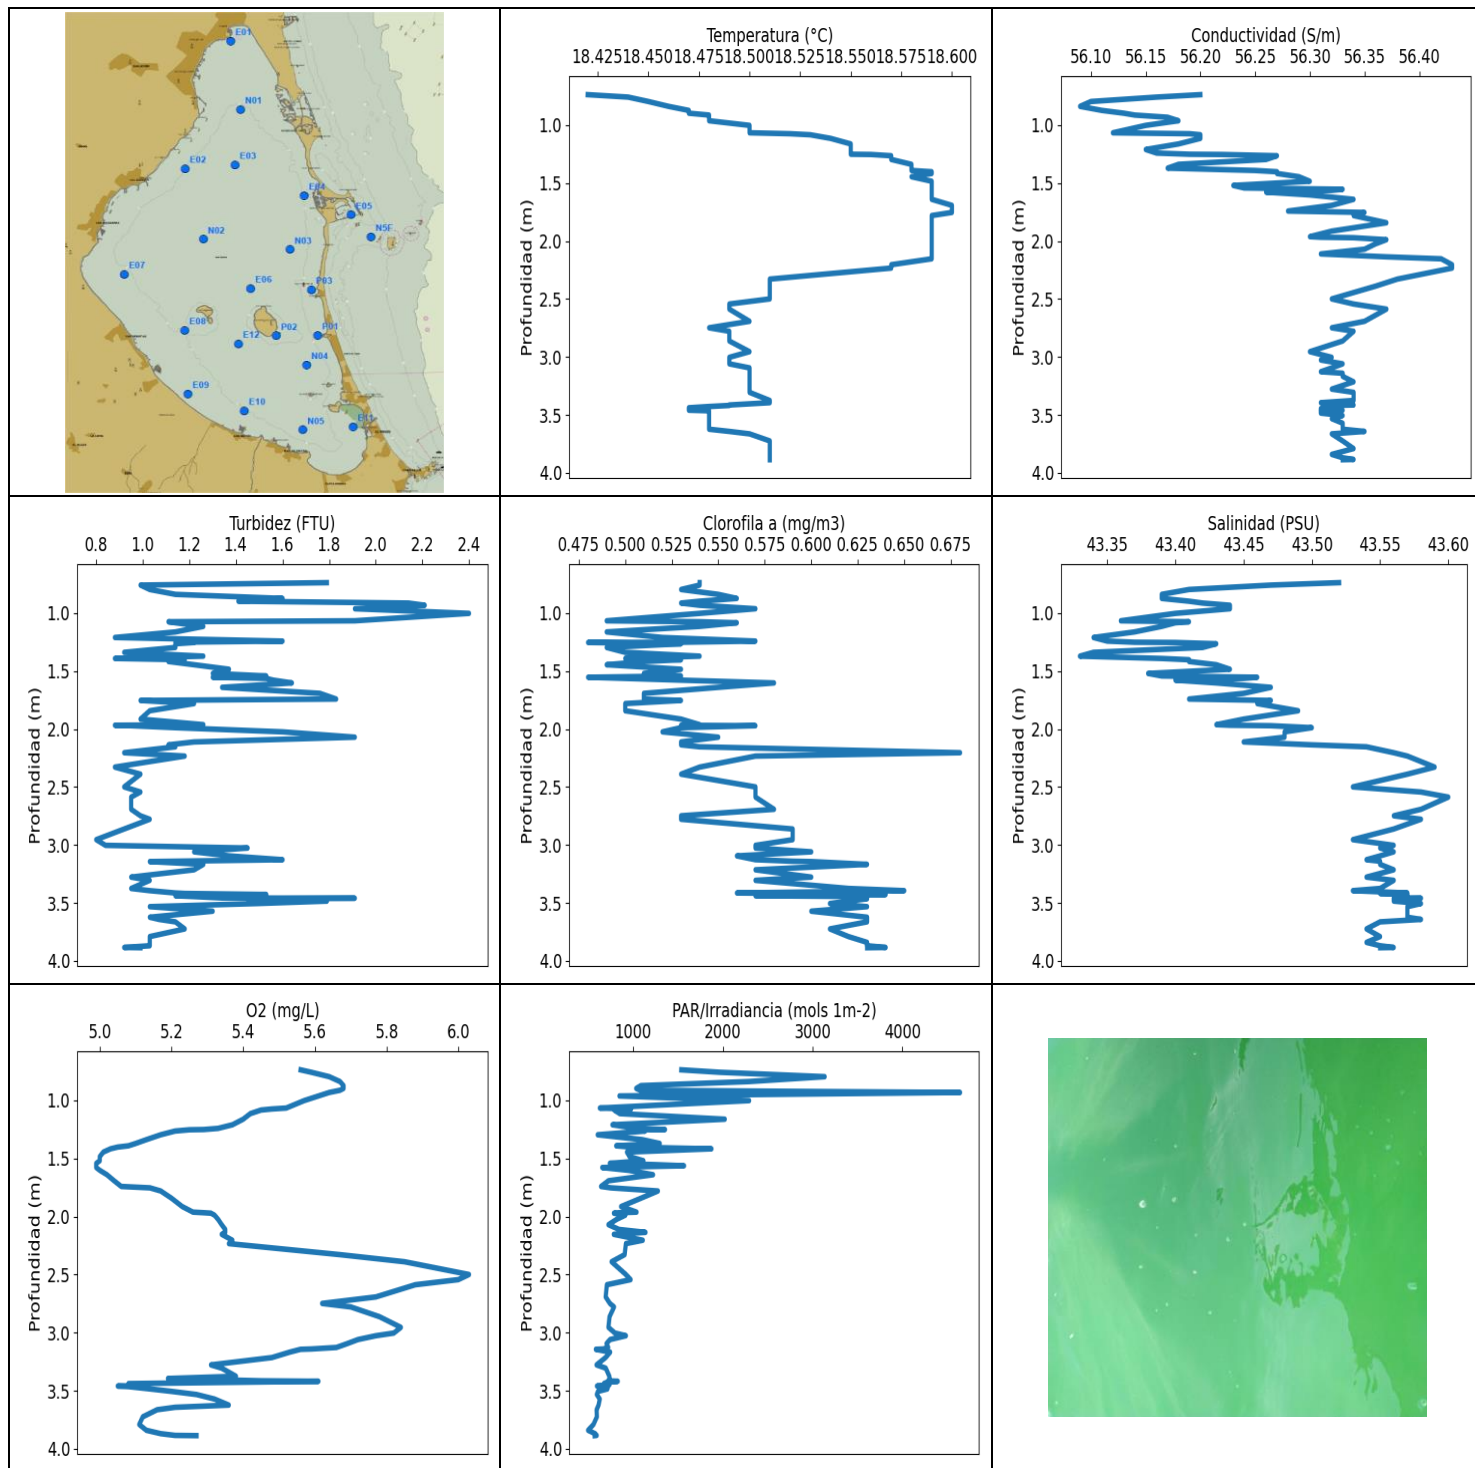 E01
N01
E02
E03
E04
E05
N5F
N02
N03
E07
E06
P03
E08
P02
P01
E12
N04
E09
E10
N05
E11
Temperatura (°C)
18.425 18.450 18.475 18.500 18.525 18.550 18.575 18.600
Profundidad (m)
1.0
1.5
2.0
2.5
3.0
3.5
4.0
Conductividad (S/m)
56.10 56.15 56.20 56.25 56.30 56.35 56.40
Profundidad (m)
1.0
1.5
2.0
2.5
3.0
3.5
4.0
Turbidez (FTU)
0.8 1.0 1.2 1.4 1.6 1.8 2.0 2.2 2.4
Profundidad (m)
1.0
1.5
2.0
2.5
3.0
3.5
4.0
Clorofila a (mg/m3)
0.475 0.500 0.525 0.550 0.575 0.600 0.625 0.650 0.675
Profundidad (m)
1.0
1.5
2.0
2.5
3.0
3.5
4.0
Salinidad (PSU)
43.35 43.40 43.45 43.50 43.55 43.60
Profundidad (m)
1.0
1.5
2.0
2.5
3.0
3.5
4.0
O2 (mg/L)
5.0 5.2 5.4 5.6 5.8 6.0
Profundidad (m)
1.0
1.5
2.0
2.5
3.0
3.5
4.0
PAR/Irradiancia (mols 1m-2)
1000 2000 3000 4000
Profundidad (m)
1.0
1.5
2.0
2.5
3.0
3.5
4.0